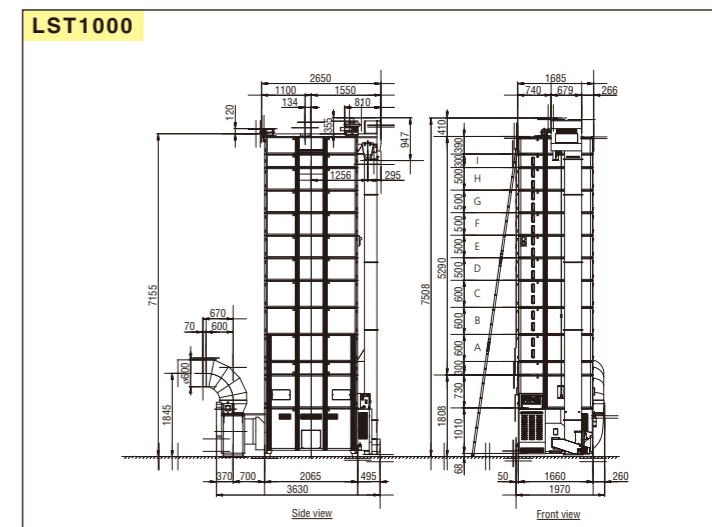 LST1000
2650
1100 1550
134 810
120
355
947
1256 295
7155
670
70 600
ø600
1845
370 700 2065 495
3630
Side view
1685
740 679 266
410
390
300 I
500 H
500 G
500 F
500 E
500 D
600 C
600 B
600 A
300
730
1010
68
5290
7508
1808
50 1660 260
1970
Front view